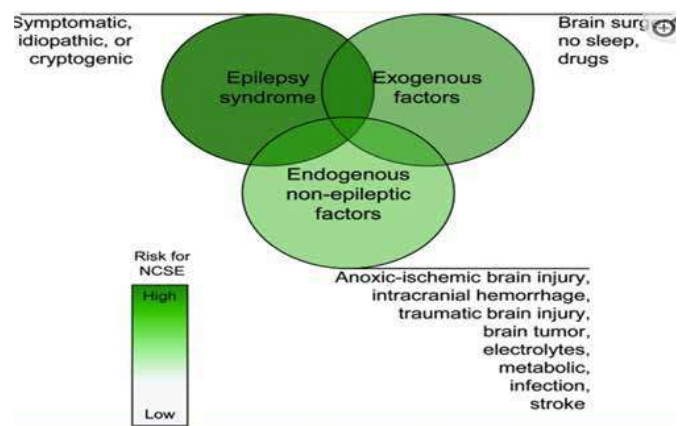 Symptomatic,
idiopathic, or
cryptogenic
Brain
no sleep,
drugs
Epilepsy
syndrome
Exogenous
factors
Endogenous
non-epileptic
factors
Risk for
NCSE
High
Low
Anoxic-ischemic brain injury,
intracranial hemorrhage,
traumatic brain injury,
brain tumor,
electrolytes,
metabolic,
infection,
stroke